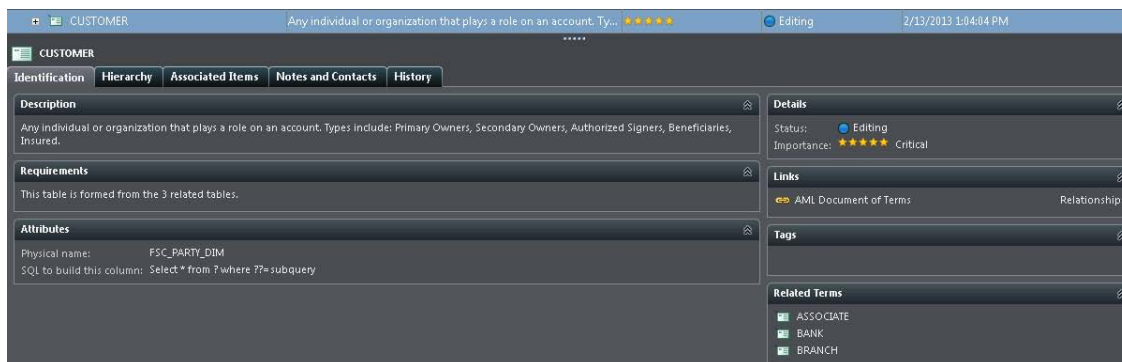 CUSTOMER Any individual or organization that plays a role on an account. Ty... Editing 2/13/2013 1:04:04 PM
CUSTOMER
Identification Hierarchy Associated Items Notes and Contacts History
Description
Any individual or organization that plays a role on an account. Types include: Primary Owners, Secondary Owners, Authorized Signers, Beneficiaries,
Insured.
Requirements
This table is formed from the 3 related tables.
Attributes
Physical name: FSC_PARTY_DIM
SQL to build this column: Select * from ? where ??= subquery
Details
Status: Editing
Importance: Critical
Links
AML Document of Terms Relationship
Tags
Related Terms
ASSOCIATE
BANK
BRANCH